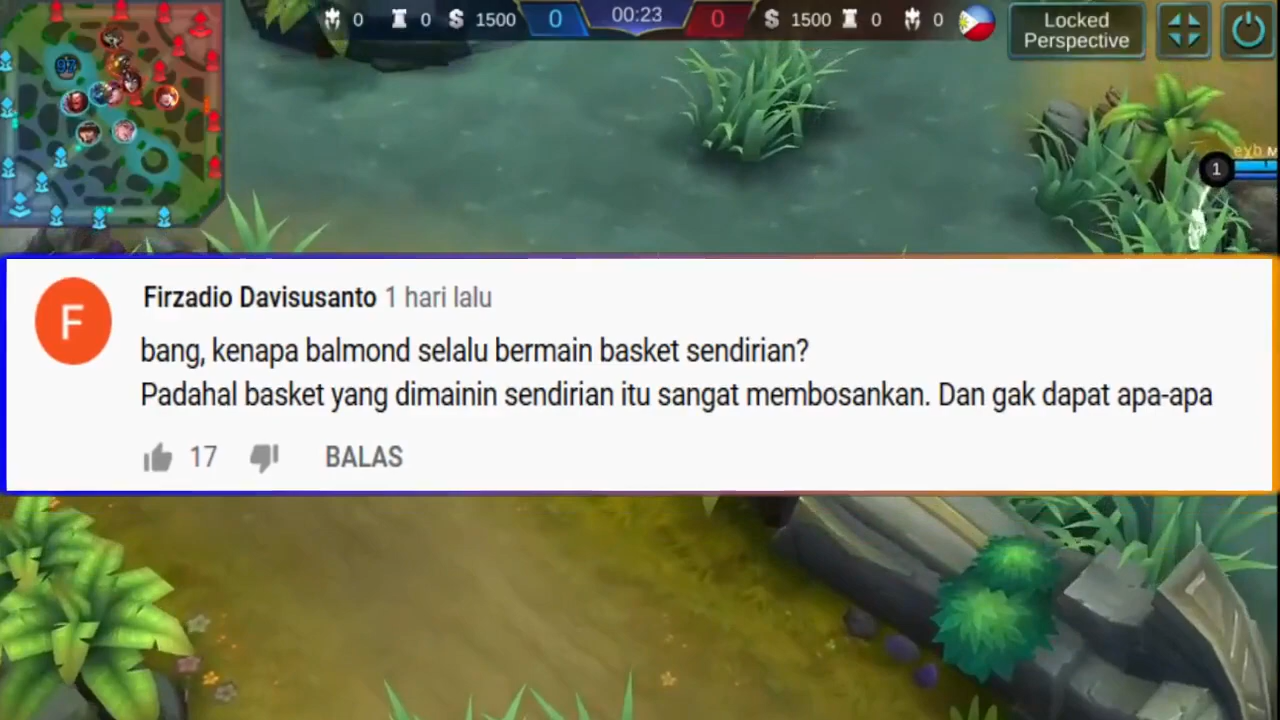 0 0 1500 0 00:23 0 1500 0 0
Locked
Perspective
1
F
Firzadio Davisusanto 1 hari lalu
bang, kenapa balmond selalu bermain basket sendirian?
Padahal basket yang dimainin sendirian itu sangat membosankan. Dan gak dapat apa-apa
17 BALAS